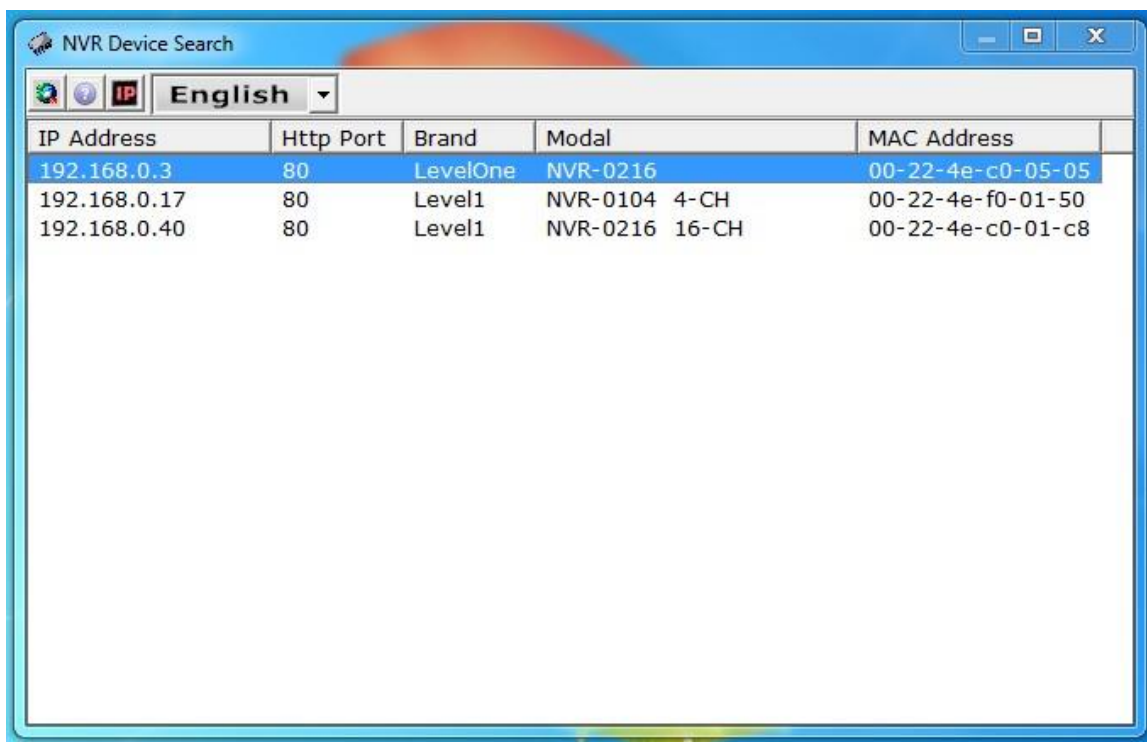 NVR Device Search
IP English
IP Address Http Port Brand Modal MAC Address
192.168.0.3 80 LevelOne NVR-0216 00-22-4e-c0-05-05
192.168.0.17 80 Level1 NVR-0104 4-CH 00-22-4e-f0-01-50
192.168.0.40 80 Level1 NVR-0216 16-CH 00-22-4e-c0-01-c8